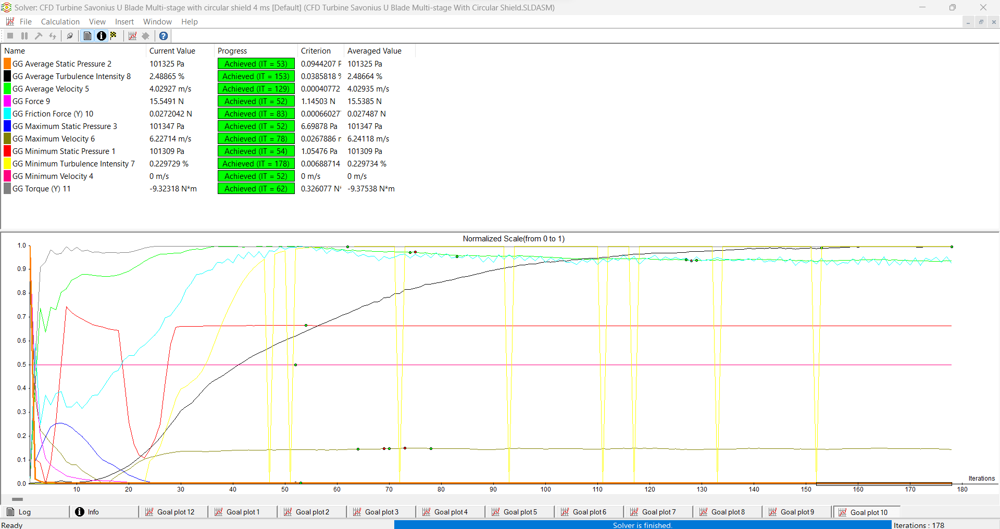 Solver: CFD Turbine Savonius U Blade Multi-stage with circular shield 4 ms [Default] (CFD Turbine Savonius U Blade Multi-stage With Circular Shield.SLDASM)
File Calculation View Insert Window Help
Name Current Value Progress Criterion Averaged Value
GG Average Static Pressure 2 101325 Pa Achieved (IT = 53) 0.0944207 P 101325 Pa
GG Average Turbulence Intensity 8 2.48865 % Achieved (IT = 153) 0.0385818 % 2.48664 %
GG Average Velocity 5 4.02927 m/s Achieved (IT = 129) 0.00040772 4.02935 m/s
GG Force 9 15.5491 N Achieved (IT = 52) 1.14503 N 15.5385 N
GG Friction Force (Y) 10 0.0272042 N Achieved (IT = 83) 0.00066027 0.027487 N
GG Maximum Static Pressure 3 101347 Pa Achieved (IT = 52) 6.69878 Pa 101347 Pa
GG Maximum Velocity 6 6.22714 m/s Achieved (IT = 78) 0.0267886 m 6.24118 m/s
GG Minimum Static Pressure 1 101309 Pa Achieved (IT = 54) 1.05476 Pa 101309 Pa
GG Minimum Turbulence Intensity 7 0.229729 % Achieved (IT = 178) 0.00688714 0.229734 %
GG Minimum Velocity 4 0 m/s Achieved (IT = 52) 0 m/s 0 m/s
GG Torque (Y) 11 -9.32318 N*m Achieved (IT = 62) 0.326077 N* -9.37538 N*m
Normalized Scale(from 0 to 1)
1.0
0.9
0.8
0.7
0.6
0.5
0.4
0.3
0.2
0.1
0.0
Iterations
10 20 30 40 50 60 70 80 90 100 110 120 130 140 150 160 170 180
Log Info Goal plot 12 Goal plot 1 Goal plot 2 Goal plot 3 Goal plot 4 Goal plot 5 Goal plot 6 Goal plot 7 Goal plot 8 Goal plot 9 Goal plot 10
Ready Solver is finished. Iterations : 178